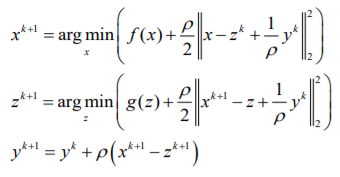 x^{k+1} = arg min_x ( f(x) + ρ/2 ‖x − z^k + 1/ρ y^k‖_2^2 )
z^{k+1} = arg min_z ( g(z) + ρ/2 ‖x^{k+1} − z + 1/ρ y^k‖_2^2 )
y^{k+1} = y^k + ρ(x^{k+1} − z^{k+1})